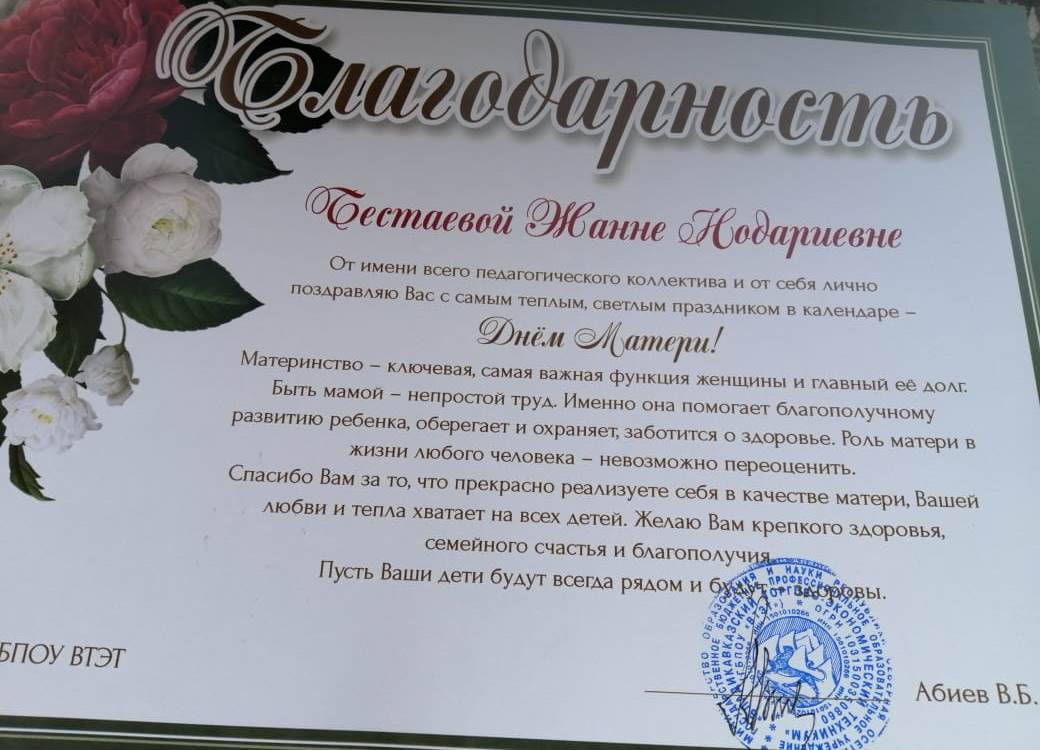 Благодарность
Бестаевой Жанне Нодариевне
От имени всего педагогического коллектива и от себя лично
поздравляю Вас с самым теплым, светлым праздником в календаре –
Днём Матери!
Материнство – ключевая, самая важная функция женщины и главный её долг.
Быть мамой – непростой труд. Именно она помогает благополучному
развитию ребенка, оберегает и охраняет, заботится о здоровье. Роль матери в
жизни любого человека – невозможно переоценить.
Спасибо Вам за то, что прекрасно реализуете себя в качестве матери, Вашей
любви и тепла хватает на всех детей. Желаю Вам крепкого здоровья,
семейного счастья и благополучия.
Пусть Ваши дети будут всегда рядом и будут здоровы.
БПОУ ВТЭТ
Абиев В.Б.